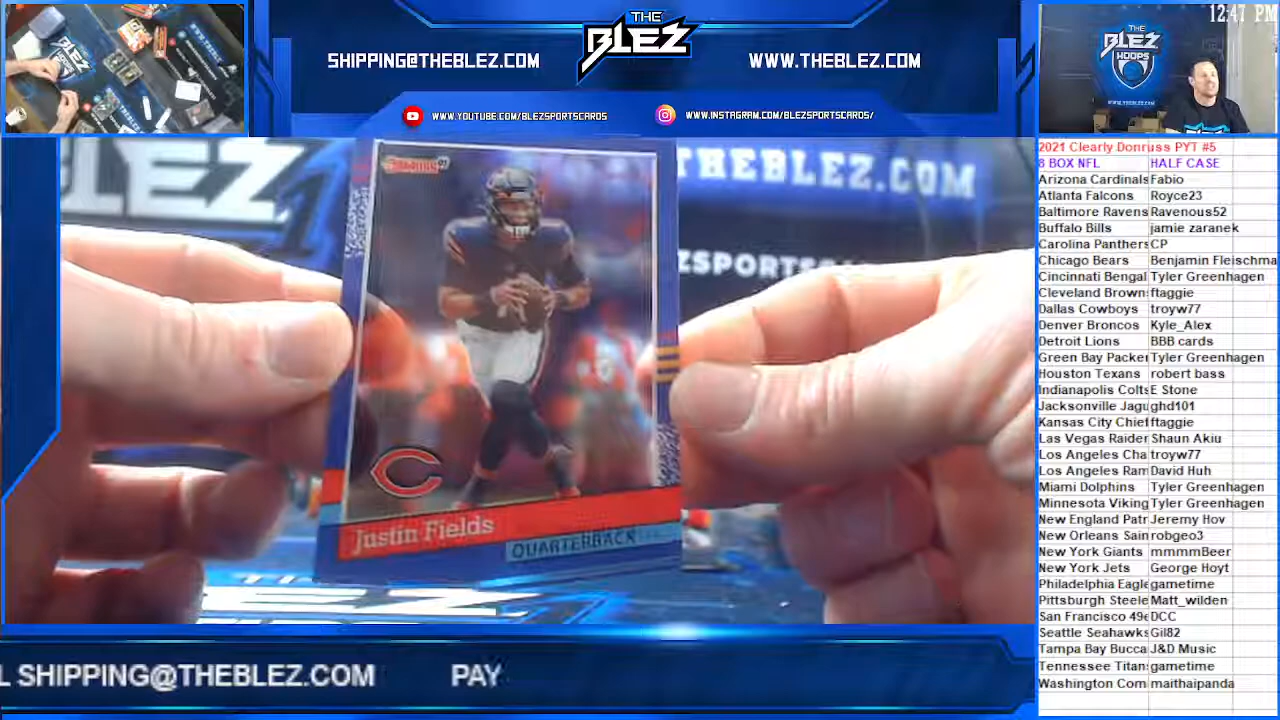 SHIPPING@THEBLEZ.COM
THE
BLEZ
WWW.THEBLEZ.COM
WWW.YOUTUBE.COM/BLEZSPORTSCARDS
WWW.INSTAGRAM.COM/BLEZSPORTSCARDS/
12:47 PM
THE
BLEZ
HOOPS
LEZ
THEBLEZ.COM
ZSPORTSCAR
Justin Fields
QUARTERBACK
L SHIPPING@THEBLEZ.COM PAY
2021 Clearly Donruss PYT #5
8 BOX NFL HALF CASE
Arizona Cardinals Fabio
Atlanta Falcons Royce23
Baltimore Ravens Ravenous52
Buffalo Bills jamie zaranek
Carolina Panthers CP
Chicago Bears Benjamin Fleischma
Cincinnati Bengal Tyler Greenhagen
Cleveland Brown ftaggie
Dallas Cowboys troyw77
Denver Broncos Kyle_Alex
Detroit Lions BBB cards
Green Bay Packer Tyler Greenhagen
Houston Texans robert bass
Indianapolis Colts E Stone
Jacksonville Jagu ghd101
Kansas City Chief ftaggie
Las Vegas Raider Shaun Akiu
Los Angeles Cha troyw77
Los Angeles Ram David Huh
Miami Dolphins Tyler Greenhagen
Minnesota Viking Tyler Greenhagen
New England Patr Jeremy Hov
New Orleans Sain robgeo3
New York Giants mmmmBeer
New York Jets George Hoyt
Philadelphia Eagle gametime
Pittsburgh Steele Matt_wilden
San Francisco 49e DCC
Seattle Seahawks Gil82
Tampa Bay Bucca J&D Music
Tennessee Titan gametime
Washington Com maithaipanda